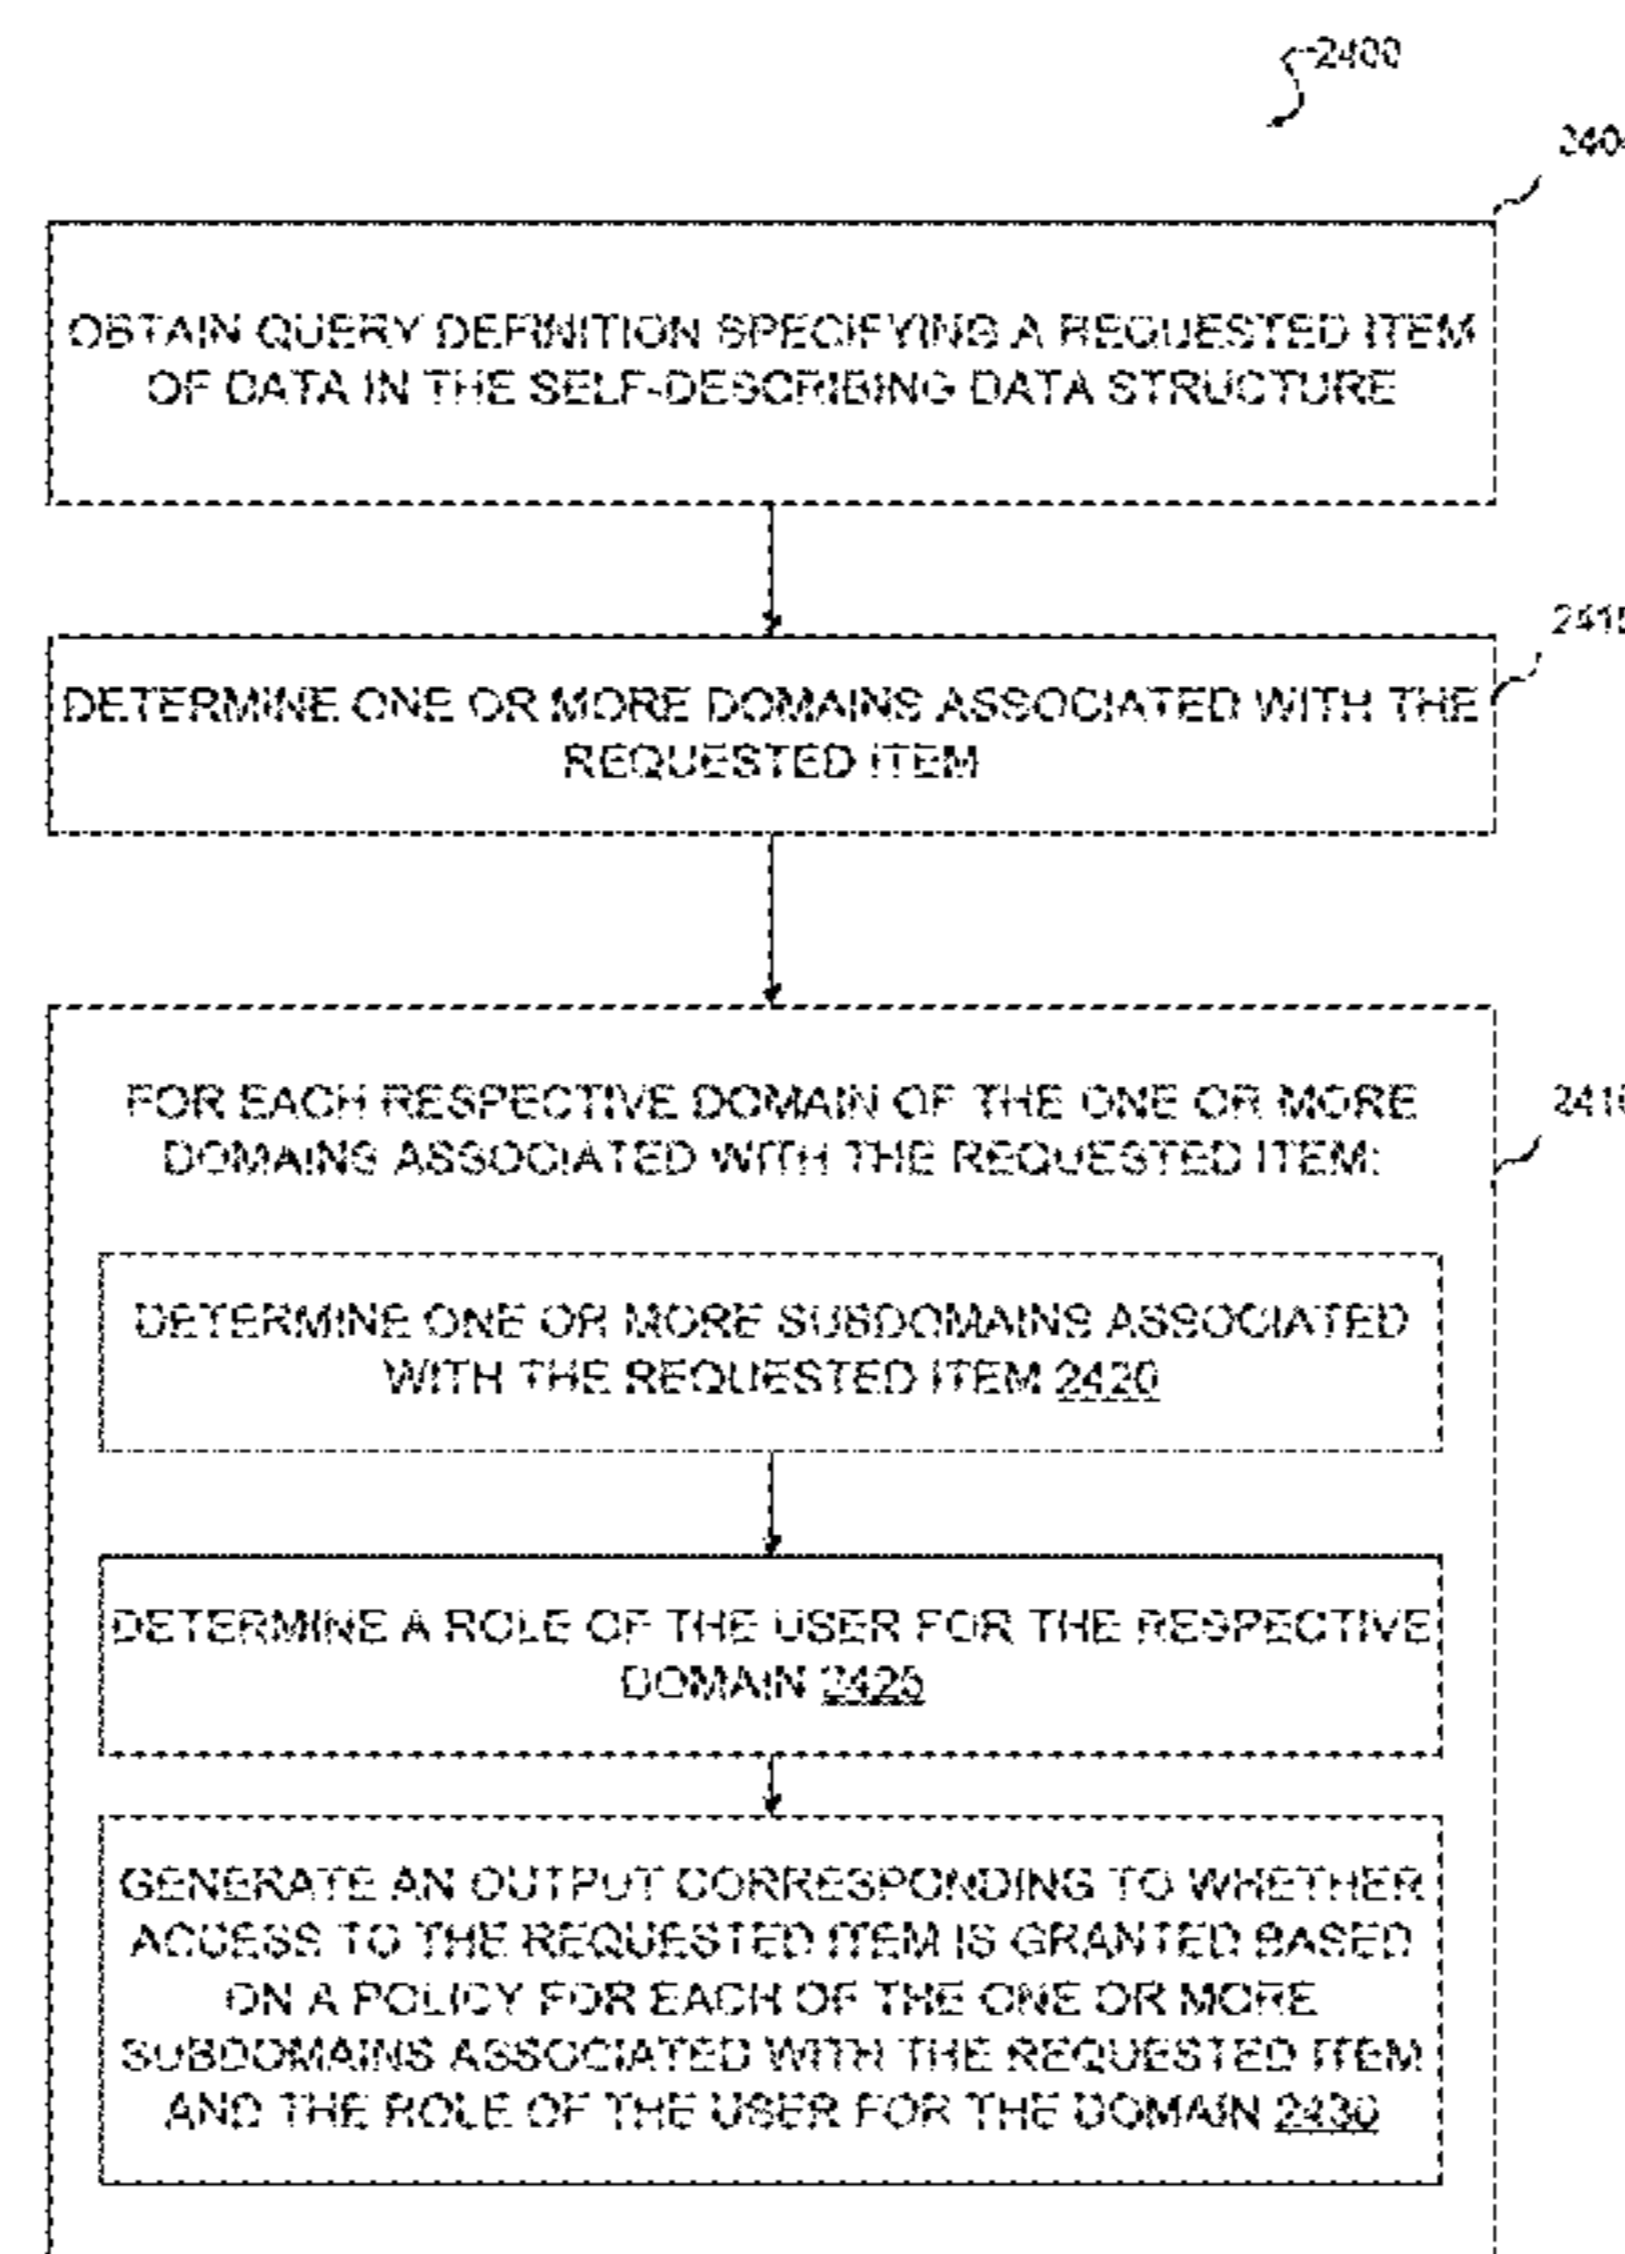 2400
OBTAIN QUERY DEFINITION SPECIFYING A REQUESTED ITEM
OF DATA IN THE SELF-DESCRIBING DATA STRUCTURE
DETERMINE ONE OR MORE DOMAINS ASSOCIATED WITH THE
REQUESTED ITEM
FOR EACH RESPECTIVE DOMAIN OF THE ONE OR MORE
DOMAINS ASSOCIATED WITH THE REQUESTED ITEM:
DETERMINE ONE OR MORE SUBDOMAINS ASSOCIATED
WITH THE REQUESTED ITEM 2420
DETERMINE A ROLE OF THE USER FOR THE RESPECTIVE
DOMAIN 2425
GENERATE AN OUTPUT CORRESPONDING TO WHETHER
ACCESS TO THE REQUESTED ITEM IS GRANTED BASED
ON A POLICY FOR EACH OF THE ONE OR MORE
SUBDOMAINS ASSOCIATED WITH THE REQUESTED ITEM
AND THE ROLE OF THE USER FOR THE DOMAIN 2430